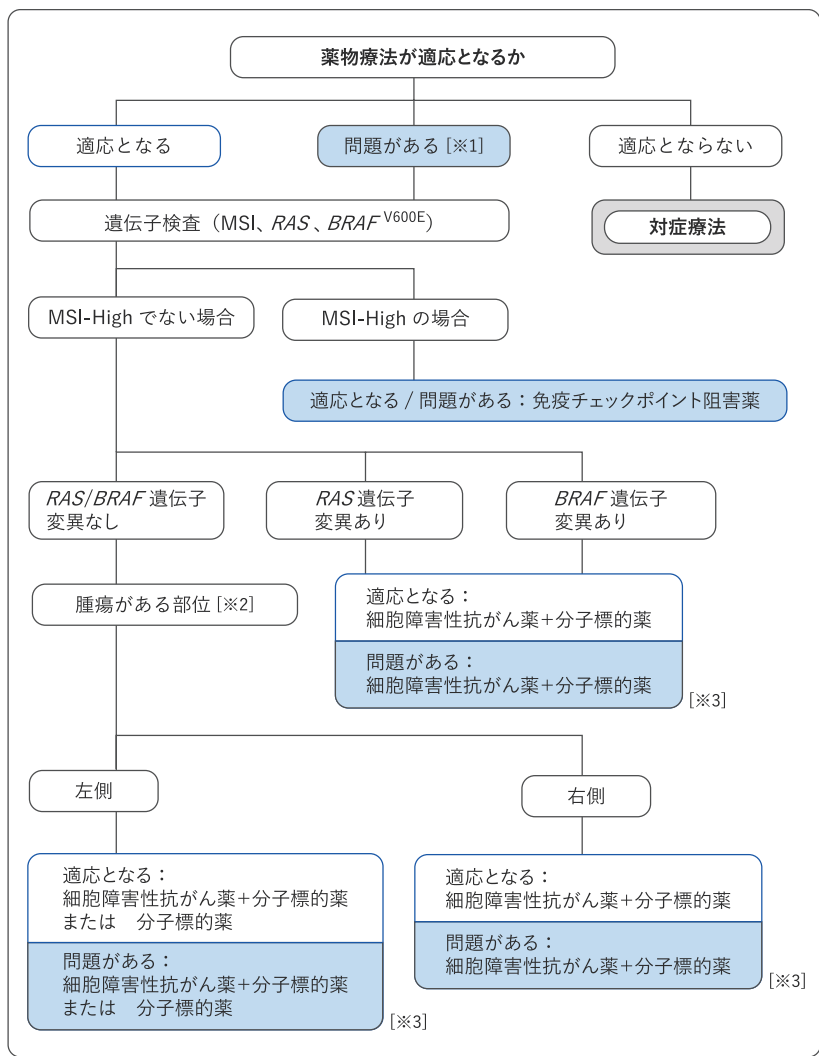 薬物療法が適応となるか
適応となる
問題がある [※1]
適応とならない
遺伝子検査（MSI、RAS 、BRAF V600E）
対症療法
MSI-High でない場合
MSI-High の場合
適応となる / 問題がある：免疫チェックポイント阻害薬
RAS/BRAF 遺伝子
変異なし
RAS 遺伝子
変異あり
BRAF 遺伝子
変異あり
腫瘍がある部位 [※2]
適応となる：
細胞障害性抗がん薬＋分子標的薬
問題がある：
細胞障害性抗がん薬＋分子標的薬
[※3]
左側
右側
適応となる：
細胞障害性抗がん薬＋分子標的薬
または　分子標的薬
問題がある：
細胞障害性抗がん薬＋分子標的薬
または　分子標的薬
[※3]
適応となる：
細胞障害性抗がん薬＋分子標的薬
問題がある：
細胞障害性抗がん薬＋分子標的薬
[※3]